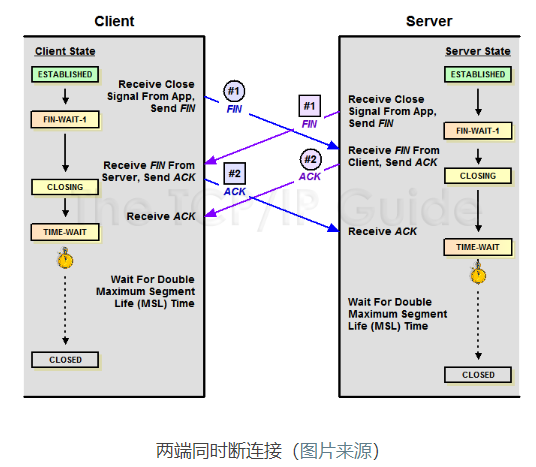 Client
Server
Client State
Server State
ESTABLISHED
ESTABLISHED
Receive Close
Signal From App,
Send FIN
#1
FIN
#1
FIN
Receive Close
Signal From App,
Send FIN
FIN-WAIT-1
FIN-WAIT-1
Receive FIN From
Server, Send ACK
#2
ACK
#2
ACK
Receive FIN From
Client, Send ACK
CLOSING
CLOSING
The TCP/IP Guide
Receive ACK
Receive ACK
TIME-WAIT
TIME-WAIT
Wait For Double
Maximum Segment
Life (MSL) Time
Wait For Double
Maximum Segment
Life (MSL) Time
CLOSED
CLOSED
两端同时断连接（图片来源）